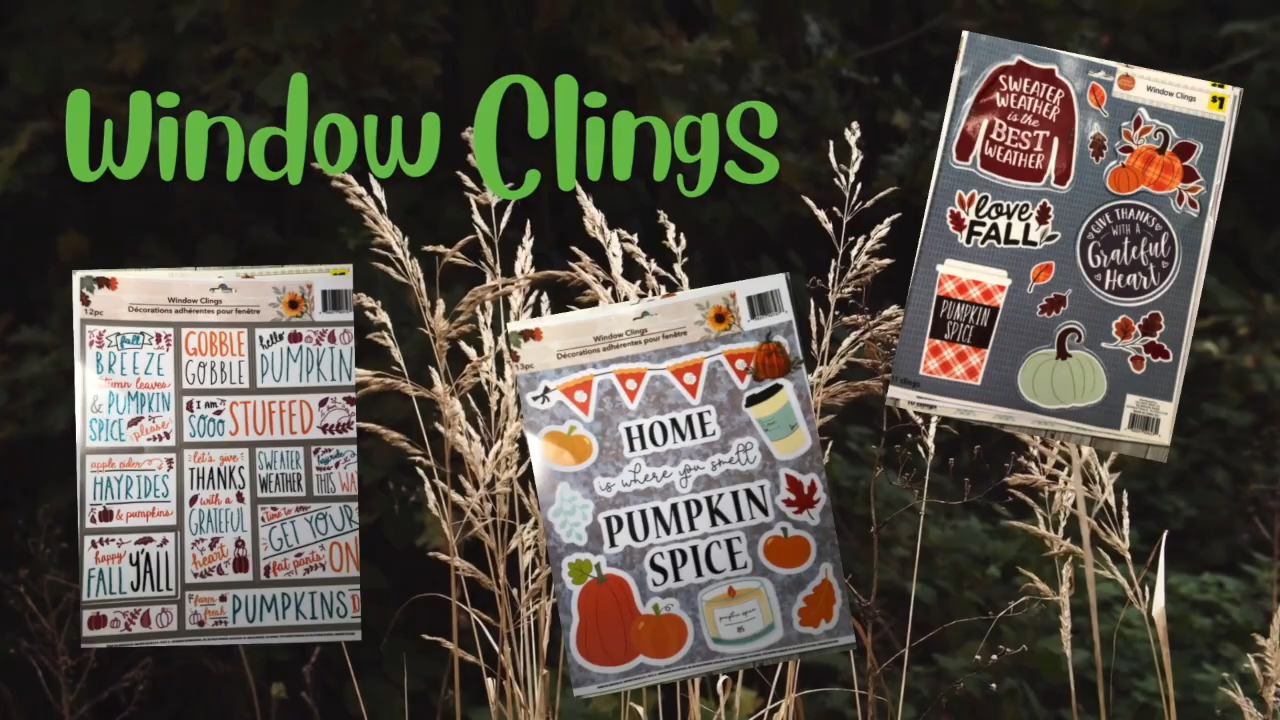 Window Clings
Window Clings
Décorations adhérentes pour fenêtre
12pc
fall
BREEZE
autumn leaves
& PUMPKIN
SPICE please
GOBBLE
GOBBLE
hello
PUMPKIN
I AM
SOOO STUFFED
apple cider
HAYRIDES
& pumpkins
let's give
THANKS
with a
GRATEFUL
heart
SWEATER
WEATHER
hayride
THIS WA
time to
GET YOUR
fat pants
ON
happy
FALL Y'ALL
farm
fresh
PUMPKINS
Window Clings
Décorations adhérentes pour fenêtre
13pc
HOME
is where you smell
PUMPKIN
SPICE
pumpkin spice
Window Clings
$1
SWEATER
WEATHER
is the
BEST
WEATHER
love
FALL
GIVE THANKS
WITH A
Grateful
Heart
PUMPKIN
SPICE
11 clings